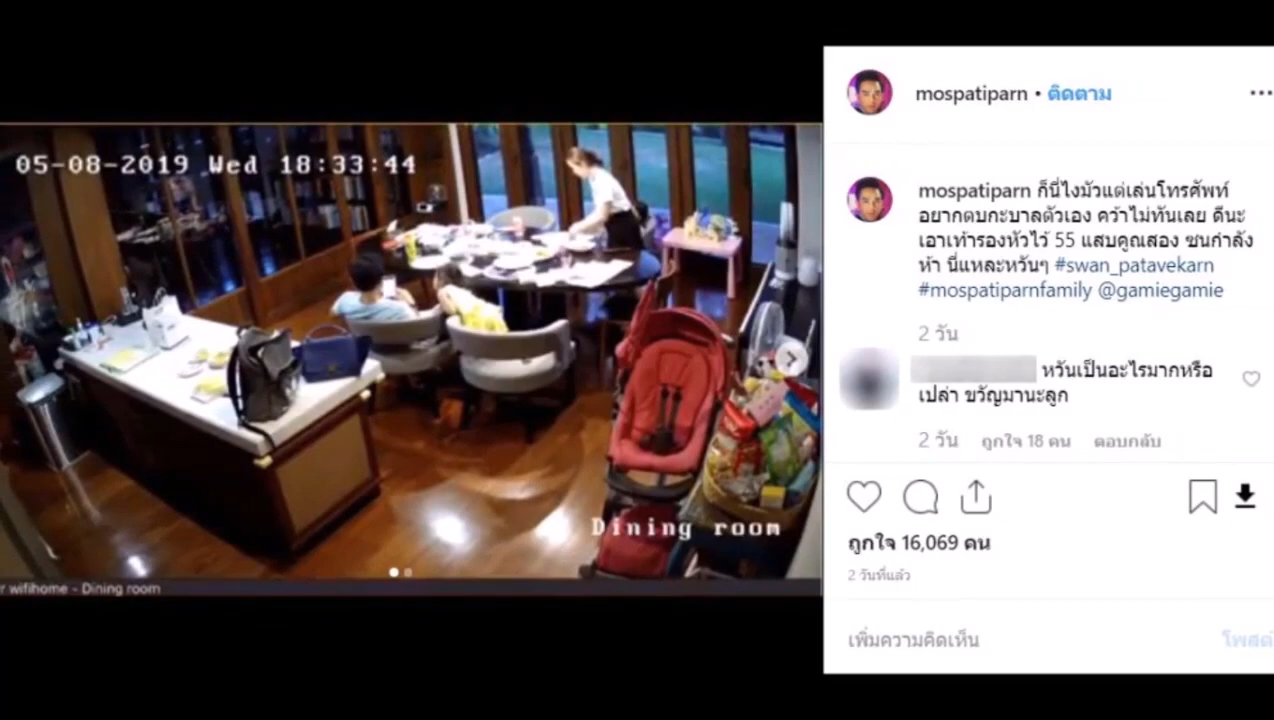 05-08-2019 Wed 18:33:44
Dining room
r wifihome - Dining room
mospatiparn • ติดตาม
mospatiparn ก็นี่ไงมัวแต่เล่นโทรศัพท์
อยากตบกะบาลตัวเอง คว้าไม่ทันเลย ดีนะ
เอาเท้ารองหัวไว้ 55 แสบคูณสอง ซนกำลัง
ห้า นี่แหละหวันๆ #swan_patavekarn
#mospatiparnfamily @gamiegamie
2 วัน
หวันเป็นอะไรมากหรือ
เปล่า ขวัญมานะลูก
2 วัน ถูกใจ 18 คน ตอบกลับ
ถูกใจ 16,069 คน
2 วันที่แล้ว
เพิ่มความคิดเห็น
โพสต์